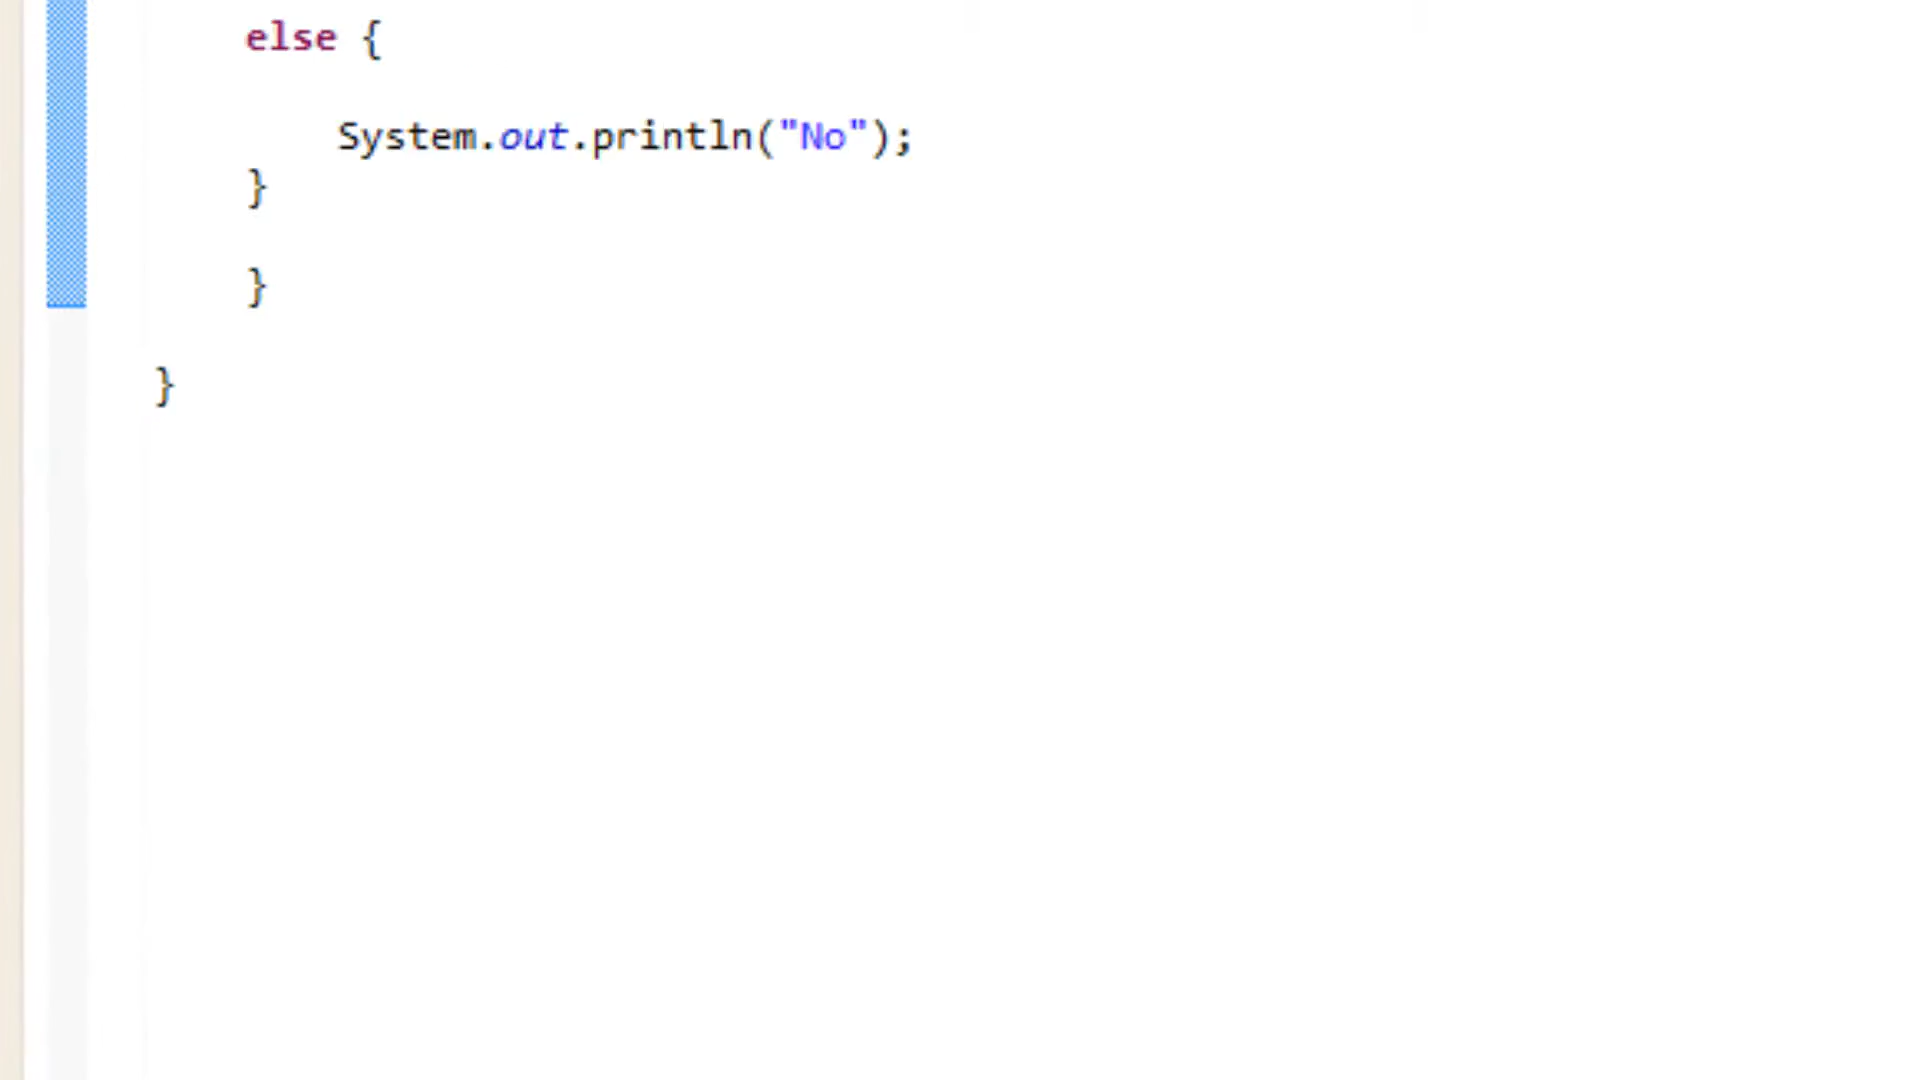 else {
System.out.println("No");
}
}
}